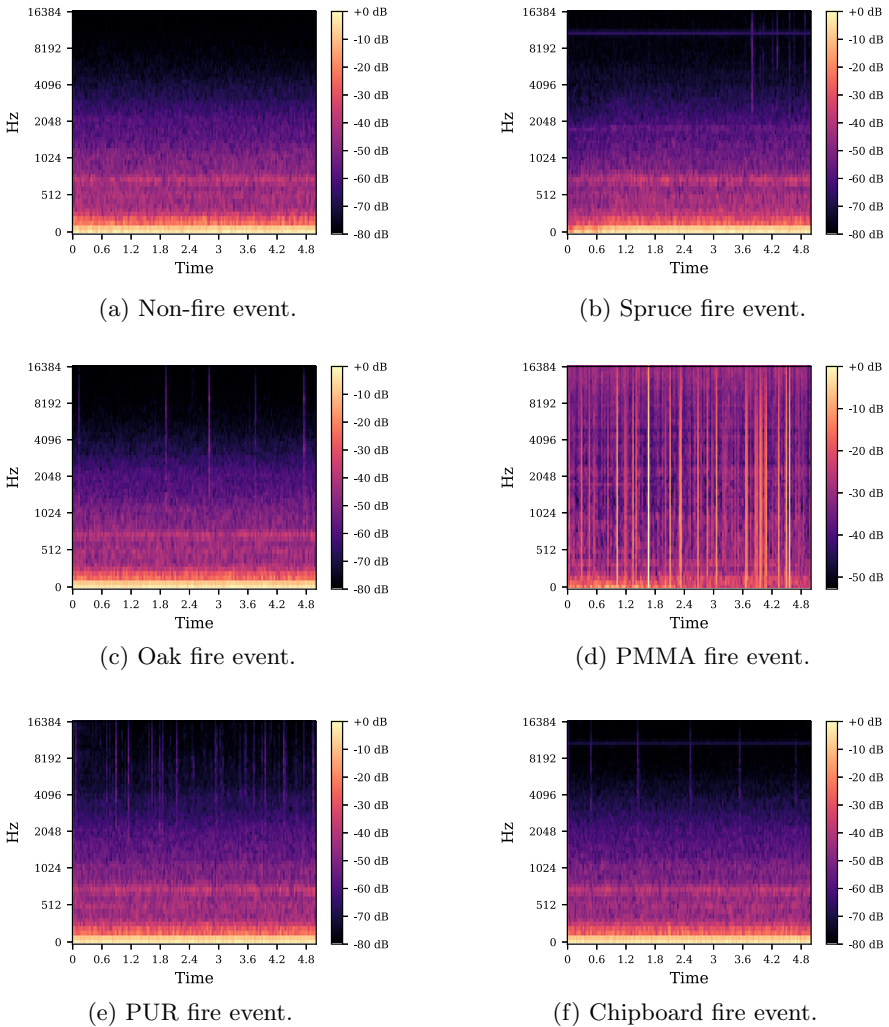 16384
8192
4096
2048
1024
512
0
Hz
0 0.6 1.2 1.8 2.4 3 3.6 4.2 4.8
Time
+0 dB
-10 dB
-20 dB
-30 dB
-40 dB
-50 dB
-60 dB
-70 dB
-80 dB
(a) Non-fire event.
16384
8192
4096
2048
1024
512
0
Hz
0 0.6 1.2 1.8 2.4 3 3.6 4.2 4.8
Time
+0 dB
-10 dB
-20 dB
-30 dB
-40 dB
-50 dB
-60 dB
-70 dB
-80 dB
(b) Spruce fire event.
16384
8192
4096
2048
1024
512
0
Hz
0 0.6 1.2 1.8 2.4 3 3.6 4.2 4.8
Time
+0 dB
-10 dB
-20 dB
-30 dB
-40 dB
-50 dB
-60 dB
-70 dB
-80 dB
(c) Oak fire event.
16384
8192
4096
2048
1024
512
0
Hz
0 0.6 1.2 1.8 2.4 3 3.6 4.2 4.8
Time
+0 dB
-10 dB
-20 dB
-30 dB
-40 dB
-50 dB
(d) PMMA fire event.
16384
8192
4096
2048
1024
512
0
Hz
0 0.6 1.2 1.8 2.4 3 3.6 4.2 4.8
Time
+0 dB
-10 dB
-20 dB
-30 dB
-40 dB
-50 dB
-60 dB
-70 dB
-80 dB
(e) PUR fire event.
16384
8192
4096
2048
1024
512
0
Hz
0 0.6 1.2 1.8 2.4 3 3.6 4.2 4.8
Time
+0 dB
-10 dB
-20 dB
-30 dB
-40 dB
-50 dB
-60 dB
-70 dB
-80 dB
(f) Chipboard fire event.